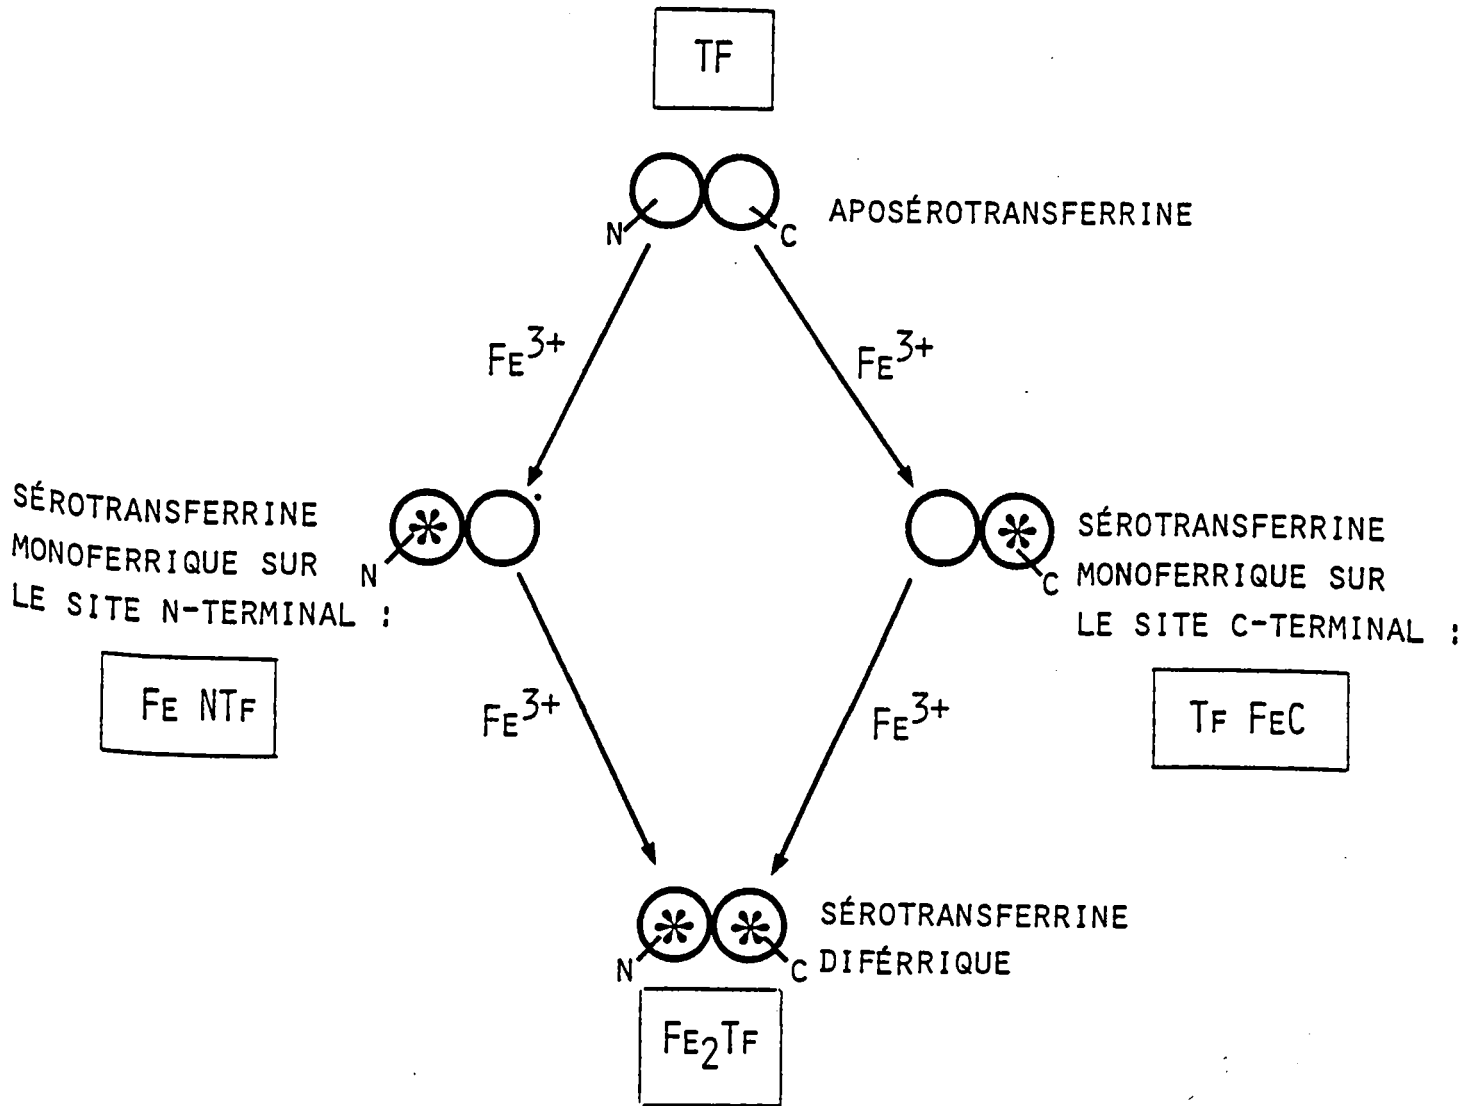 TF
N
C
APOSÉROTRANSFERRINE
FE3+
FE3+
SÉROTRANSFERRINE
MONOFERRIQUE SUR
LE SITE N-TERMINAL :
N
FE NTF
C
SÉROTRANSFERRINE
MONOFERRIQUE SUR
LE SITE C-TERMINAL :
TF FEC
FE3+
FE3+
N
C
SÉROTRANSFERRINE
DIFÉRRIQUE
FE2TF